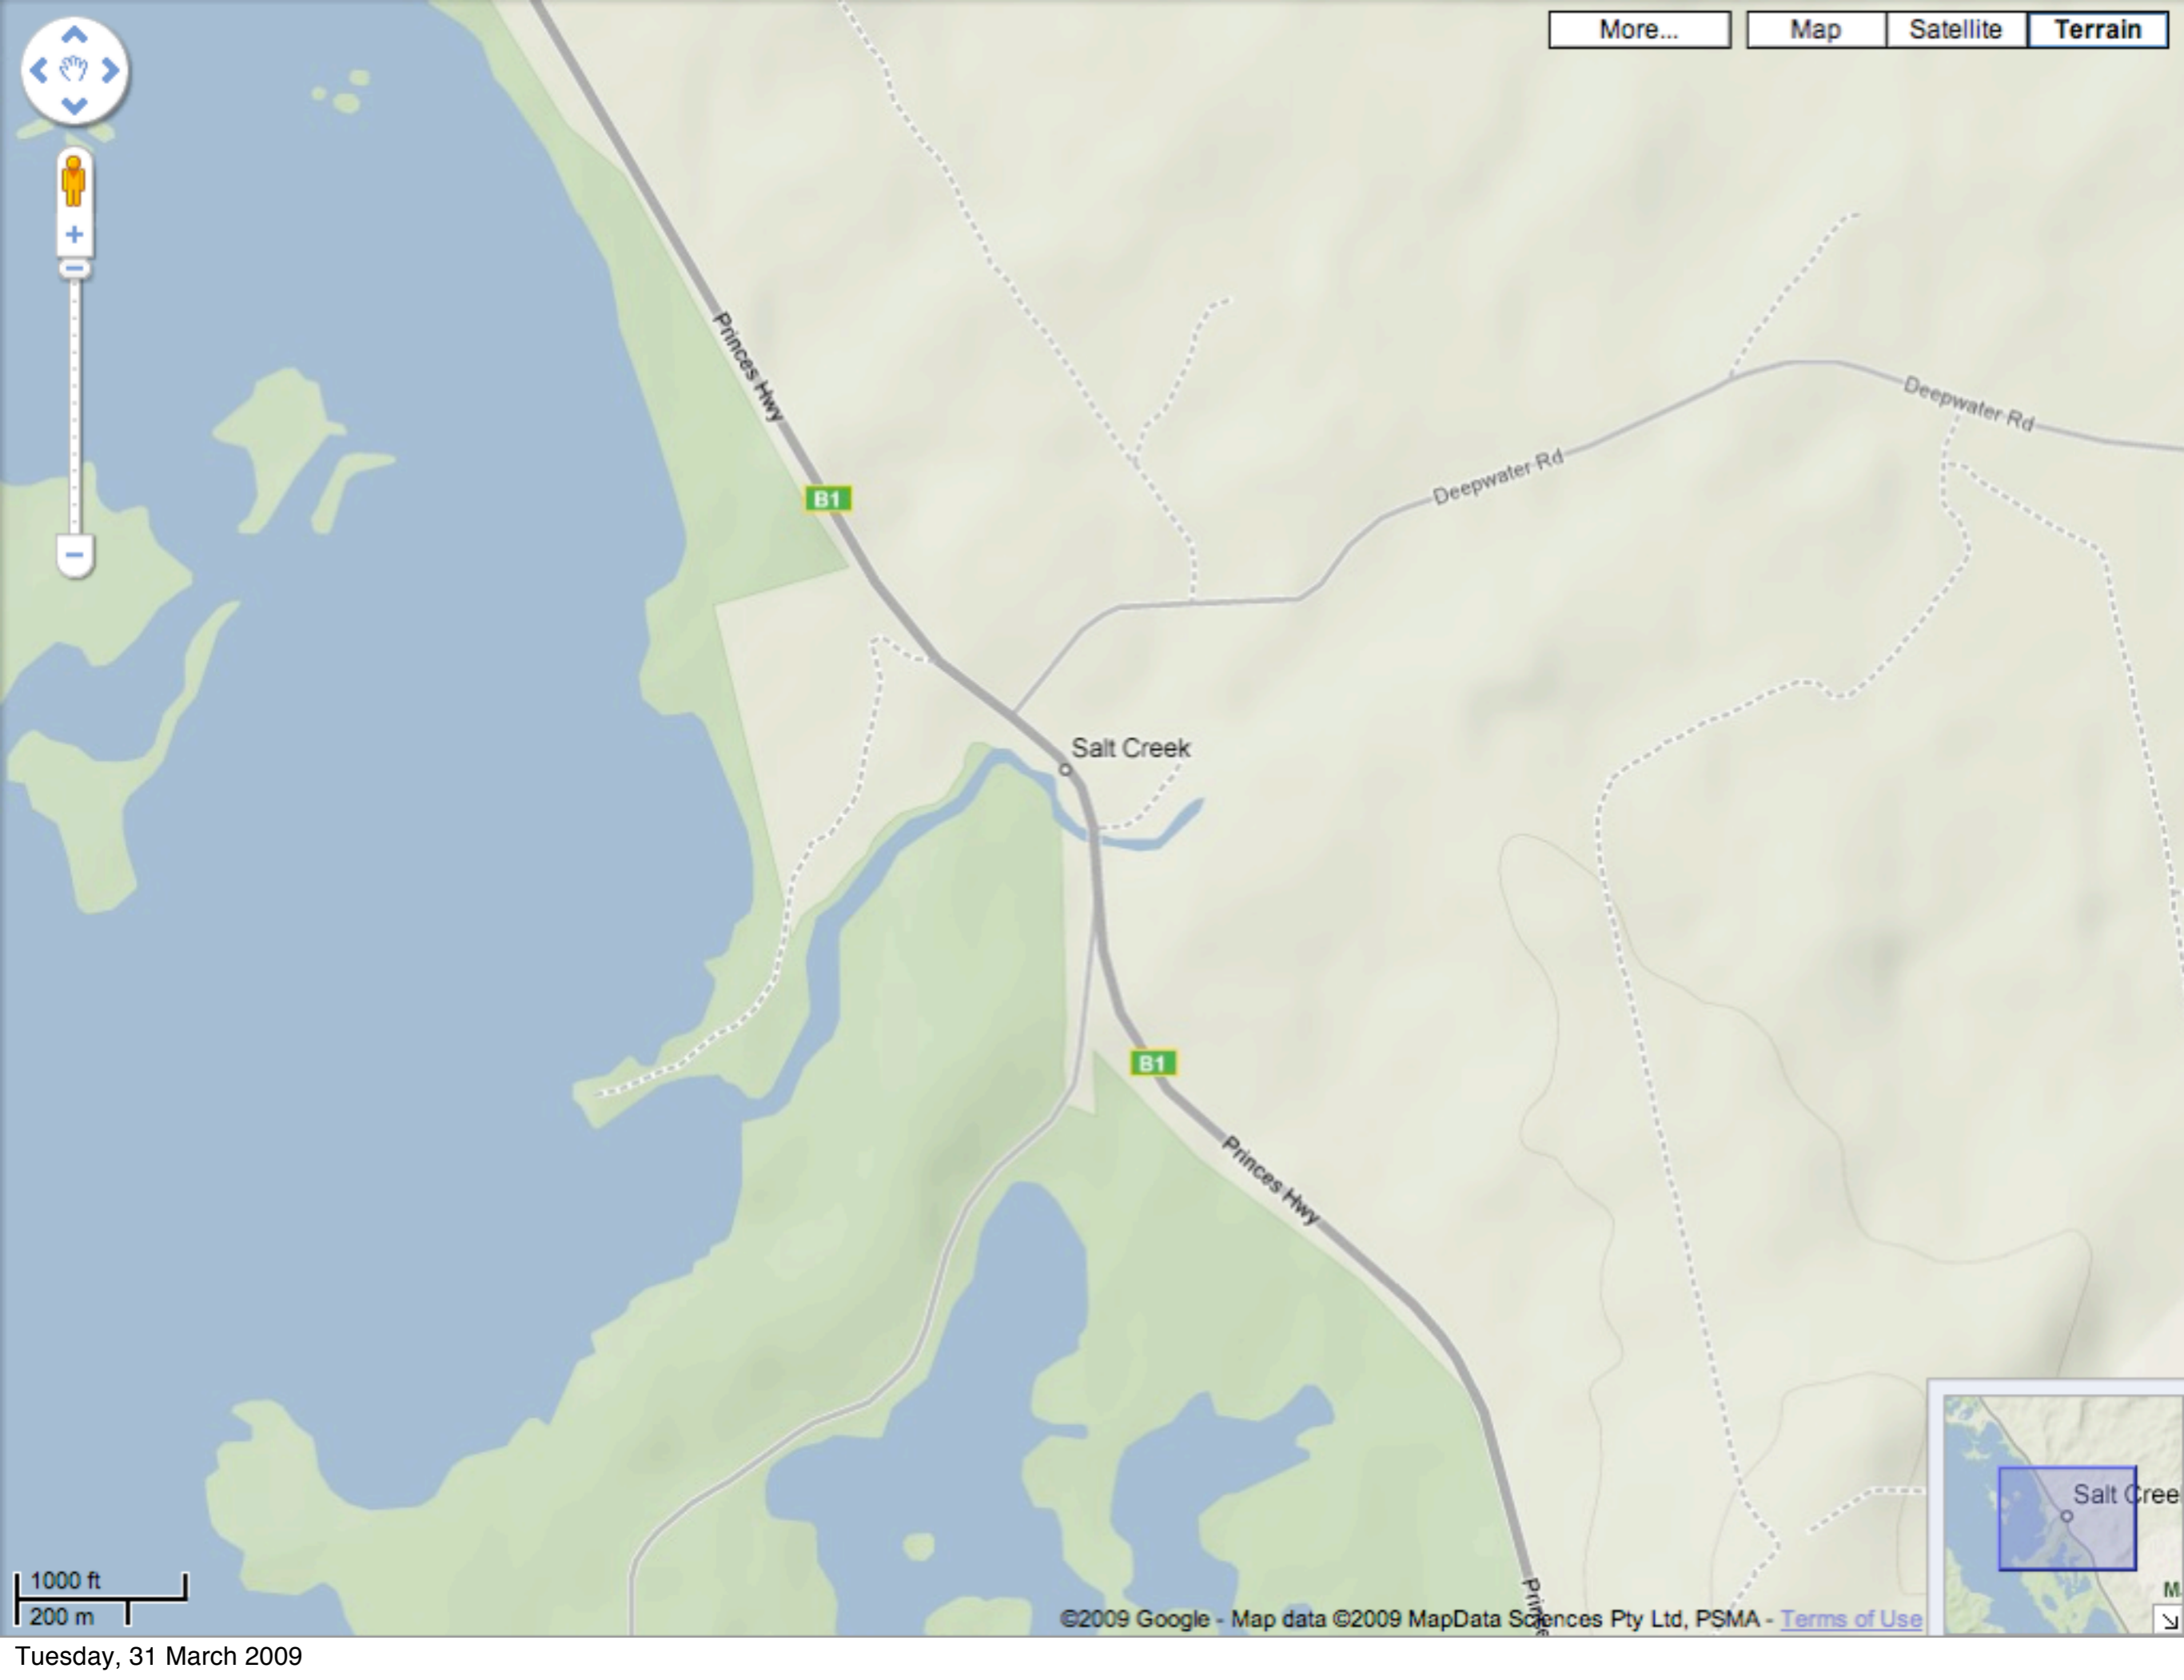 More...
Map
Satellite
Terrain
+
−
−
Princes Hwy
Deepwater Rd
Deepwater Rd
B1
Salt Creek
B1
Princes Hwy
Salt Cree
1000 ft
200 m
Prince
M
©2009 Google - Map data ©2009 MapData Sciences Pty Ltd, PSMA - Terms of Use
Tuesday, 31 March 2009